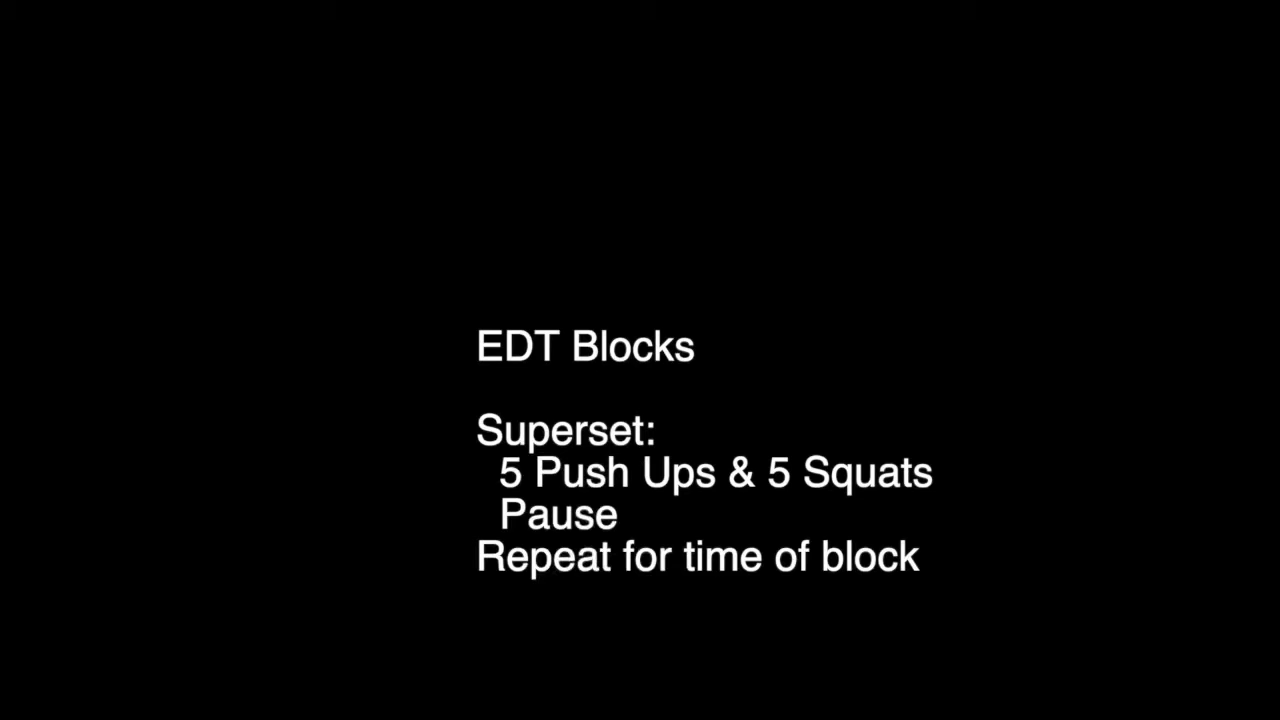 EDT Blocks
Superset:
5 Push Ups & 5 Squats
Pause
Repeat for time of block